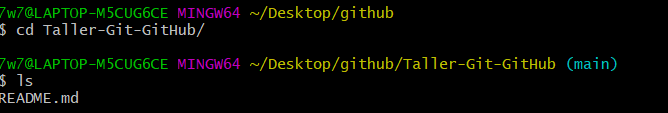 7w7@LAPTOP-M5CUG6CE MINGW64 ~/Desktop/github
$ cd Taller-Git-GitHub/
7w7@LAPTOP-M5CUG6CE MINGW64 ~/Desktop/github/Taller-Git-GitHub (main)
$ ls
README.md